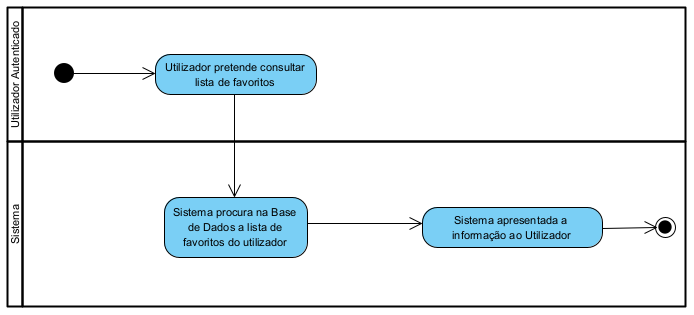 Utilizador Autenticado
Utilizador pretende consultar
lista de favoritos
Sistema
Sistema procura na Base
de Dados a lista de
favoritos do utilizador
Sistema apresentada a
informação ao Utilizador